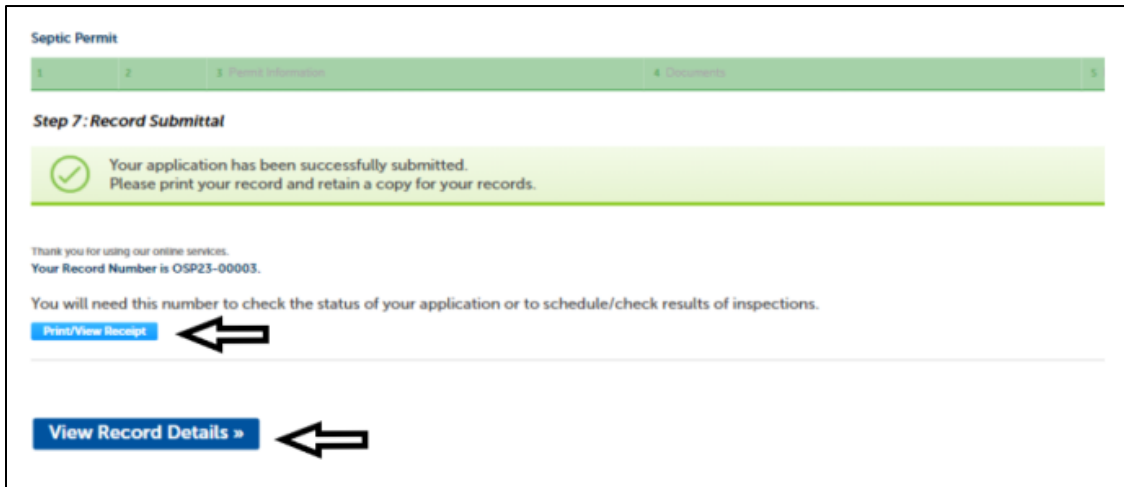 Septic Permit
1 2 3 Permit Information 4 Documents 5
Step 7: Record Submittal
Your application has been successfully submitted.
Please print your record and retain a copy for your records.
Thank you for using our online services.
Your Record Number is OSP23-00003.
You will need this number to check the status of your application or to schedule/check results of inspections.
Print/View Receipt
View Record Details »